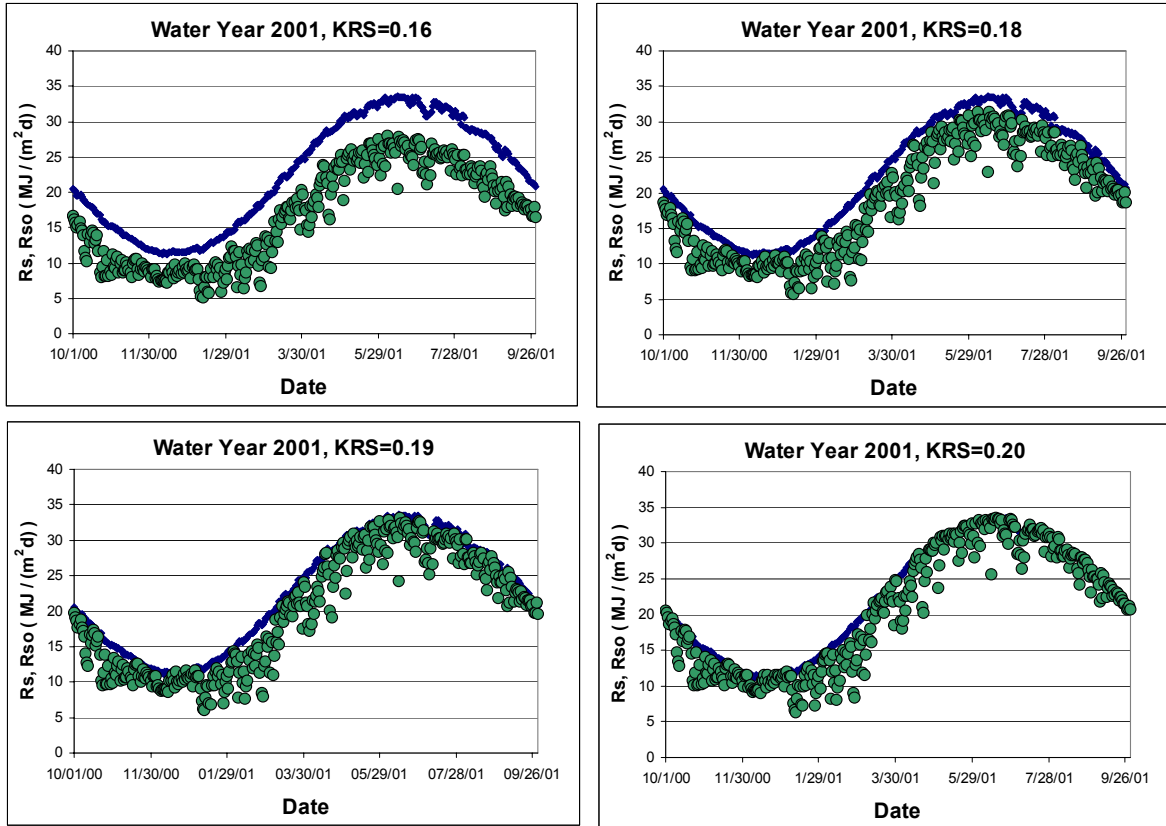 Water Year 2001, KRS=0.16
Rs, Rso ( MJ / (m²d )
40
35
30
25
20
15
10
5
0
10/1/00 11/30/00 1/29/01 3/30/01 5/29/01 7/28/01 9/26/01
Date
Water Year 2001, KRS=0.18
Rs, Rso ( MJ / (m²d )
40
35
30
25
20
15
10
5
0
10/1/00 11/30/00 1/29/01 3/30/01 5/29/01 7/28/01 9/26/01
Date
Water Year 2001, KRS=0.19
Rs, Rso ( MJ / (m²d )
40
35
30
25
20
15
10
5
0
10/01/00 11/30/00 01/29/01 03/30/01 05/29/01 07/28/01 09/26/01
Date
Water Year 2001, KRS=0.20
Rs, Rso ( MJ / (m²d )
40
35
30
25
20
15
10
5
0
10/1/00 11/30/00 1/29/01 3/30/01 5/29/01 7/28/01 9/26/01
Date